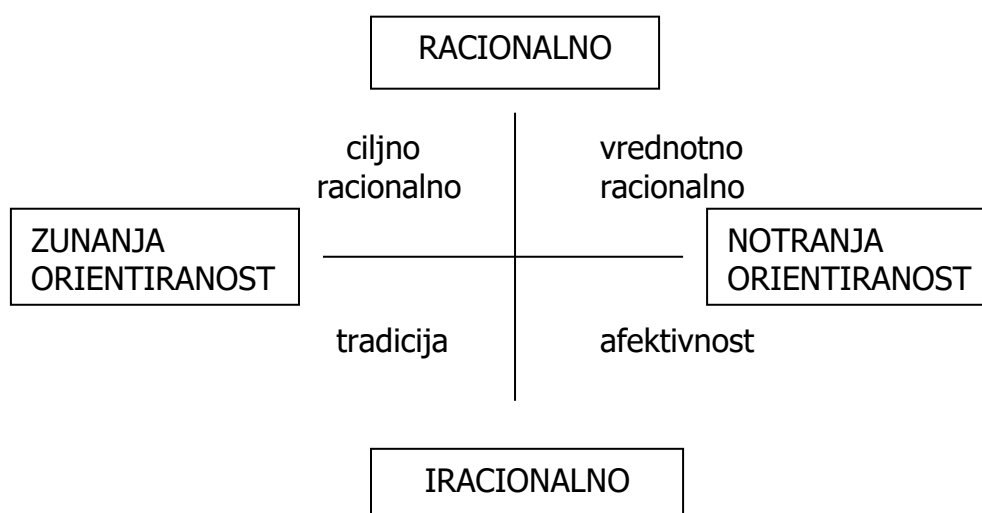 RACIONALNO
ciljno
racionalno
vrednotno
racionalno
ZUNANJA
ORIENTIRANOST
NOTRANJA
ORIENTIRANOST
tradicija
afektivnost
IRACIONALNO